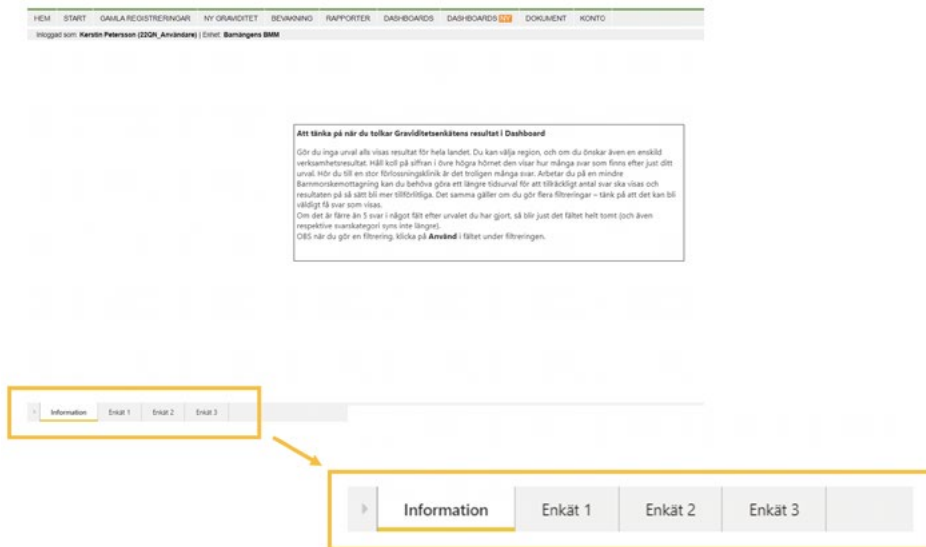 HEM START GAMLA REGISTRERINGAR NY GRAVIDITET BEVAKNING RAPPORTER DASHBOARDS DASHBOARDS NY DOKUMENT KONTO
Inloggad som: Kerstin Petersson (22GN_Användare) | Enhet: Barnängens BMM
Att tänka på när du tolkar Graviditetsenkätens resultat i Dashboard
Gör du inga urval alls visas resultat för hela landet. Du kan välja region, och om du önskar även en enskild
verksamhetsresultat. Håll koll på siffran i övre högra hörnet den visar hur många svar som finns efter just ditt
urval. Hör du till en stor förlossningsklinik är det troligen många svar. Arbetar du på en mindre
Barnmorskemottagning kan du behöva göra ett längre tidsurval för att tillräckligt antal svar ska visas och
resultaten på så sätt bli mer tillförlitliga. Det samma gäller om du gör flera filtreringar – tänk på att det kan bli
väldigt få svar som visas.
Om det är färre än 5 svar i något fält efter urvalet du har gjort, så blir just det fältet helt tomt (och även
respektive svarskategori syns inte längre).
OBS när du gör en filtrering, klicka på Använd i fältet under filtreringen.
Information Enkät 1 Enkät 2 Enkät 3
Information Enkät 1 Enkät 2 Enkät 3